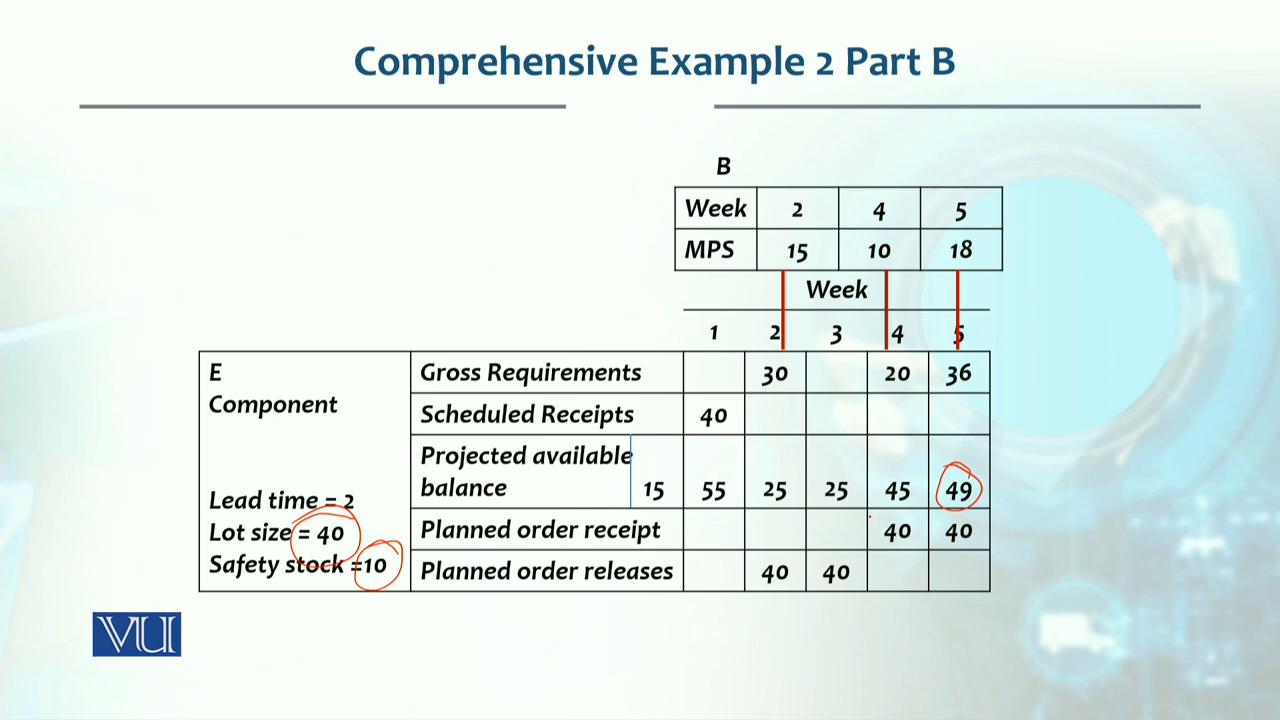 Comprehensive Example 2 Part B
B
Week 2 4 5
MPS 15 10 18
Week
1 2 3 4 5
E Gross Requirements 30 20 36
Component
Scheduled Receipts 40
Projected available
balance 15 55 25 25 45 49
Lead time = 2
Lot size = 40 Planned order receipt 40 40
Safety stock =10 Planned order releases 40 40
VU